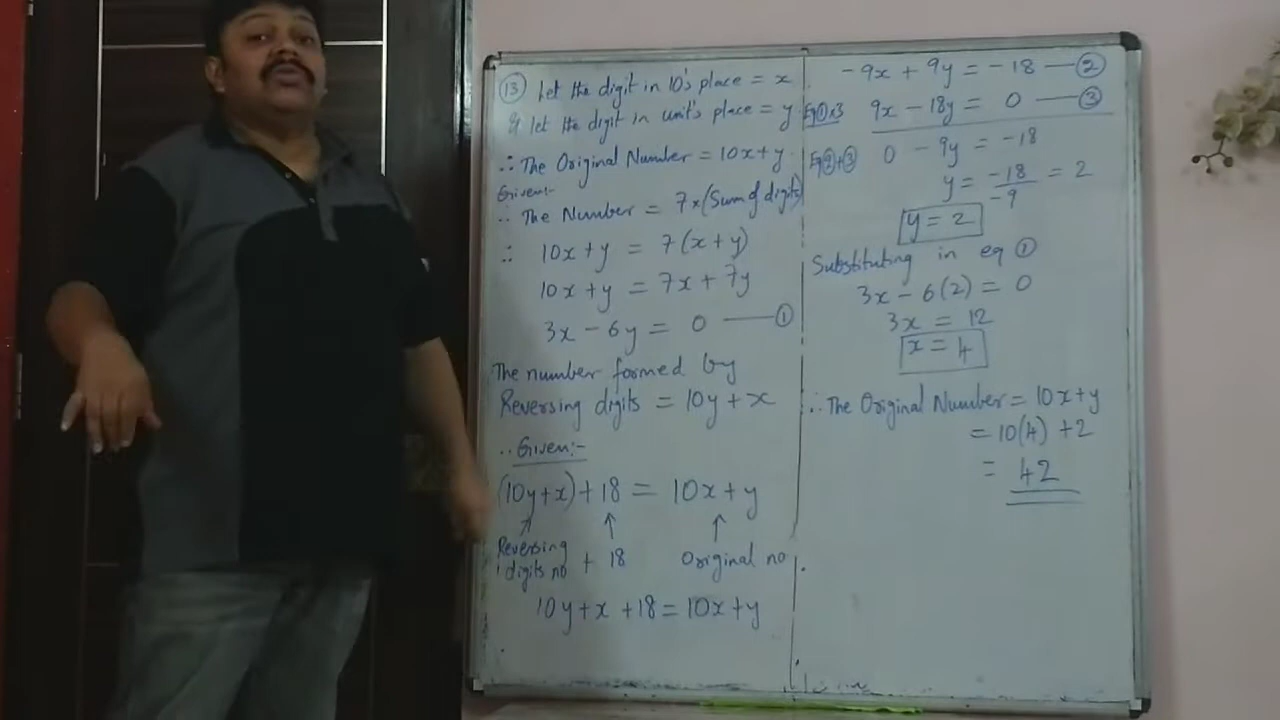 ⑬ Let the digit in 10's place = x
& let the digit in unit's place = y
∴ The Original Number = 10x+y
Given:-
∴ The Number = 7x(Sum of digits)
∴ 10x+y = 7(x+y)
10x+y = 7x+7y
3x-6y = 0 — ①
The number formed by
Reversing digits = 10y+x
∴ Given:-
(10y+x)+18 = 10x+y
↑ ↑ ↑
Reversing digits no + 18 Original no
10y+x+18 = 10x+y
-9x+9y = -18 — ②
Eq①x3 9x-18y = 0 — ③
Eq②+③ 0 -9y = -18
y = -18/-9 = 2
y = 2
Substituting in eq ①
3x-6(2) = 0
3x = 12
x = 4
∴ The Original Number = 10x+y
= 10(4)+2
= 42